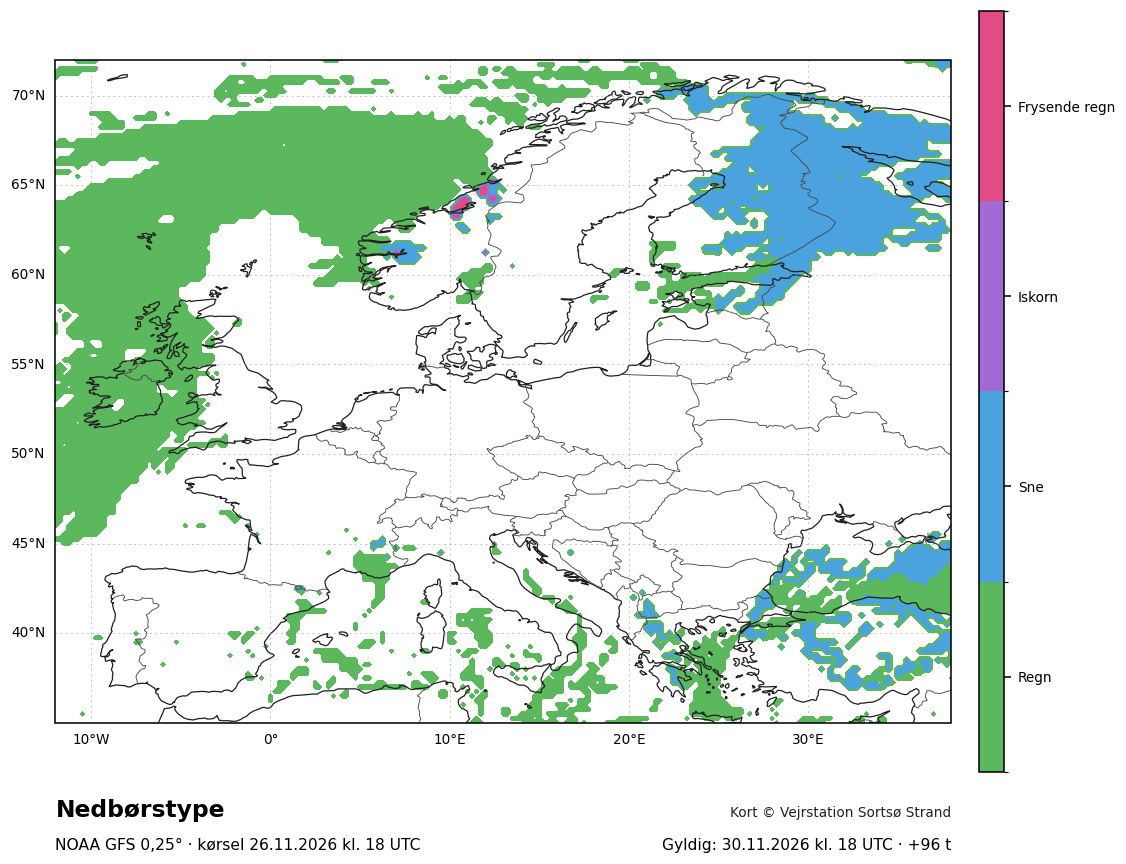 70°N
65°N
60°N
55°N
50°N
45°N
40°N
10°W
0°
10°E
20°E
30°E
Frysende regn
Iskorn
Sne
Regn
Nedbørstype
Kort © Vejrstation Sortsø Strand
NOAA GFS 0,25° · kørsel 26.11.2026 kl. 18 UTC
Gyldig: 30.11.2026 kl. 18 UTC · +96 t